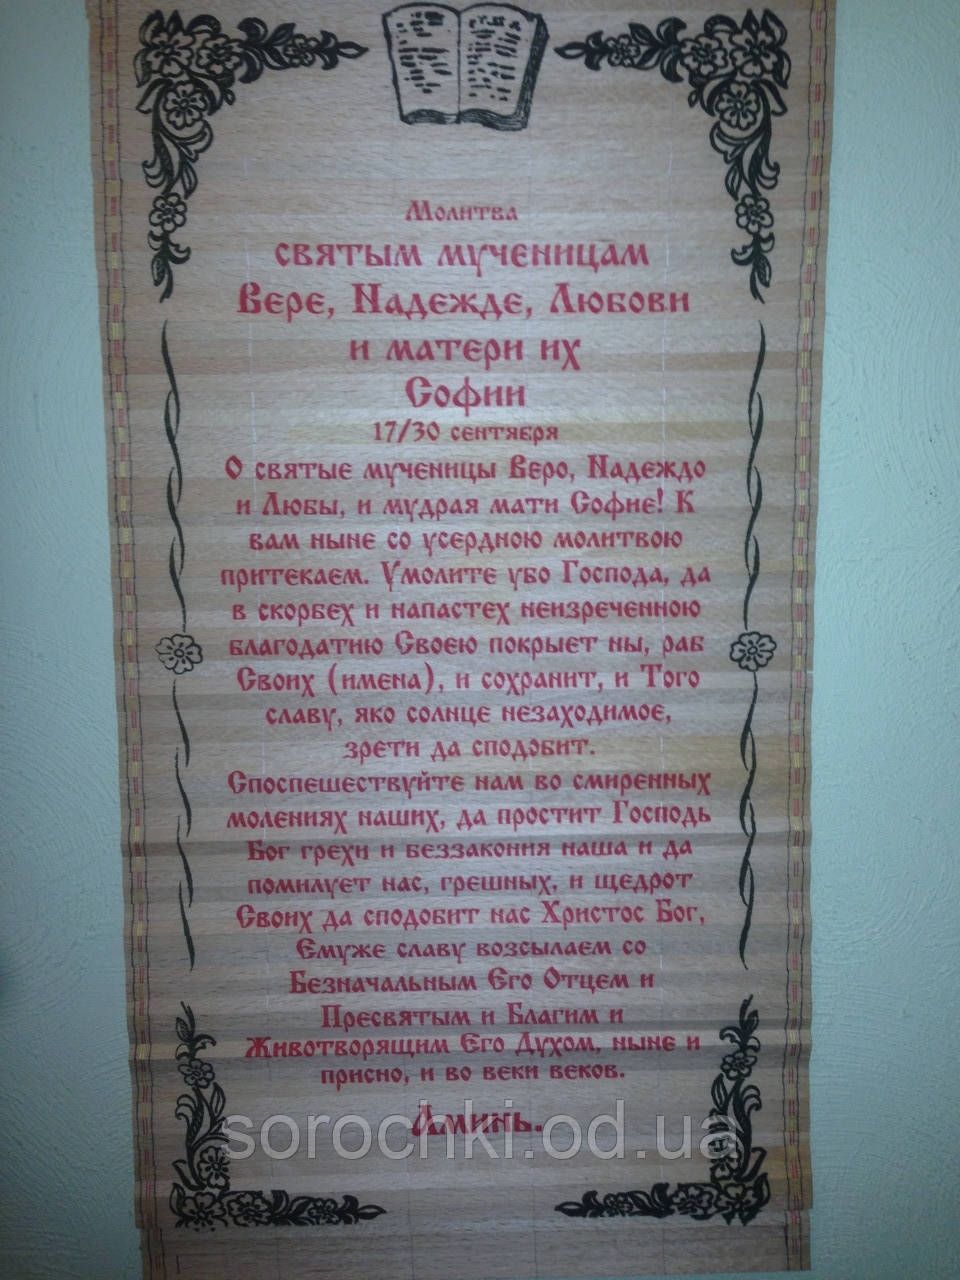 Молитва
святым мученицам
Вере, Надежде, Любови
и матери их
Софии
17/30 сентября
О святые мученицы Веро, Надеждо
и Любы, и мудрая мати Софие! К
вам ныне со усердною молитвою
притекаем. Умолите убо Господа, да
в скорбех и напастех неизреченною
благодатию Своею покрыет ны, раб
Своих (имена), и сохранит, и Того
славу, яко солнце незаходимое,
зрети да сподобит.
Споспешествуйте нам во смиренных
молениях наших, да простит Господь
Бог грехи и беззакония наша и да
помилует нас, грешных, и щедрот
Своих да сподобит нас Христос Бог,
Емуже славу возсылаем со
Безначальным Его Отцем и
Пресвятым и Благим и
Животворящим Его Духом, ныне и
присно, и во веки веков.
Аминь.
sorochki.od.ua